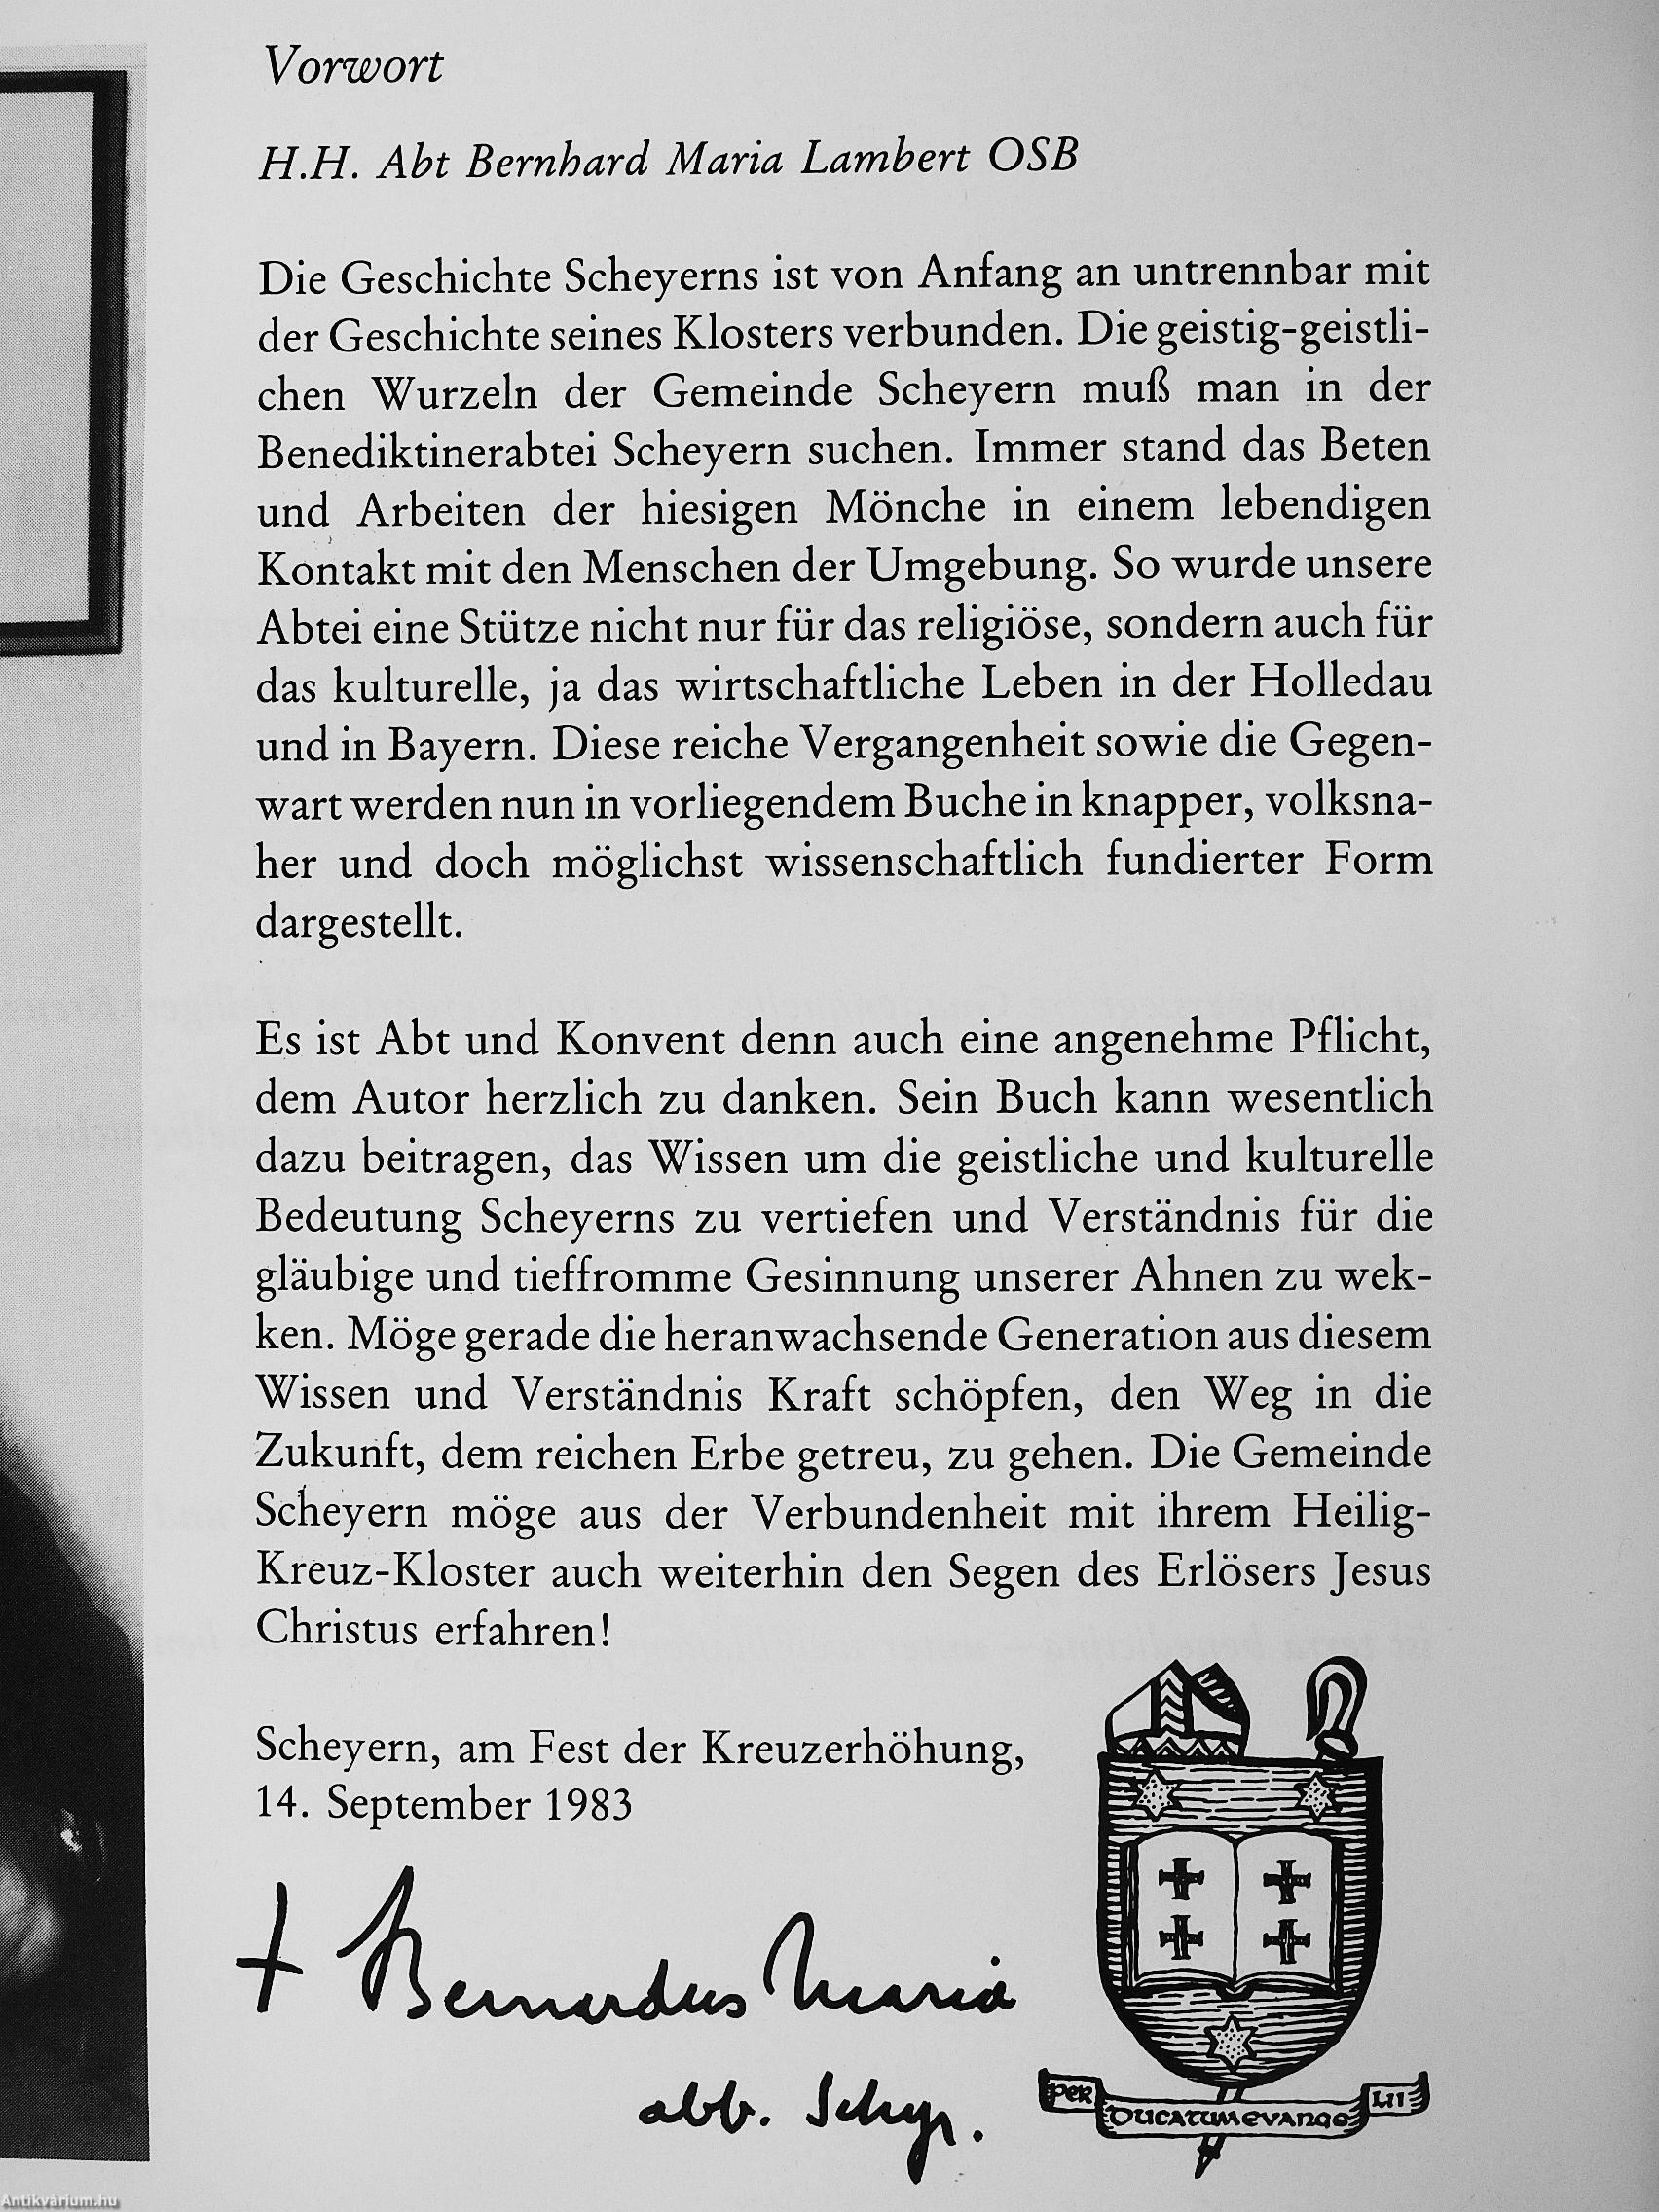 Vorwort
H.H. Abt Bernhard Maria Lambert OSB
Die Geschichte Scheyerns ist von Anfang an untrennbar mit
der Geschichte seines Klosters verbunden. Die geistig-geistli-
chen Wurzeln der Gemeinde Scheyern muß man in der
Benediktinerabtei Scheyern suchen. Immer stand das Beten
und Arbeiten der hiesigen Mönche in einem lebendigen
Kontakt mit den Menschen der Umgebung. So wurde unsere
Abtei eine Stütze nicht nur für das religiöse, sondern auch für
das kulturelle, ja das wirtschaftliche Leben in der Holledau
und in Bayern. Diese reiche Vergangenheit sowie die Gegen-
wart werden nun in vorliegendem Buche in knapper, volksna-
her und doch möglichst wissenschaftlich fundierter Form
dargestellt.
Es ist Abt und Konvent denn auch eine angenehme Pflicht,
dem Autor herzlich zu danken. Sein Buch kann wesentlich
dazu beitragen, das Wissen um die geistliche und kulturelle
Bedeutung Scheyerns zu vertiefen und Verständnis für die
gläubige und tieffromme Gesinnung unserer Ahnen zu wek-
ken. Möge gerade die heranwachsende Generation aus diesem
Wissen und Verständnis Kraft schöpfen, den Weg in die
Zukunft, dem reichen Erbe getreu, zu gehen. Die Gemeinde
Scheyern möge aus der Verbundenheit mit ihrem Heilig-
Kreuz-Kloster auch weiterhin den Segen des Erlösers Jesus
Christus erfahren!
Scheyern, am Fest der Kreuzerhöhung,
14. September 1983
+ Bernardus Maria
abb. Schyr.
PER DUCATUM EVANGE LII
Antikvárium.hu